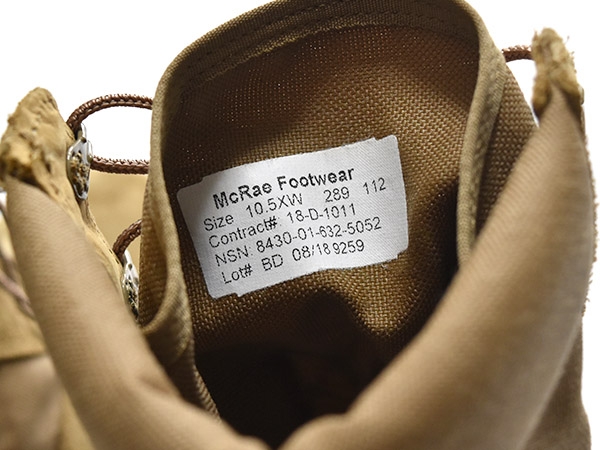 McRae Footwear
Size 10.5XW 289 112
Contract#: 18-D-1011
NSN: 8430-01-632-5052
Lot# BD 08/18 9259